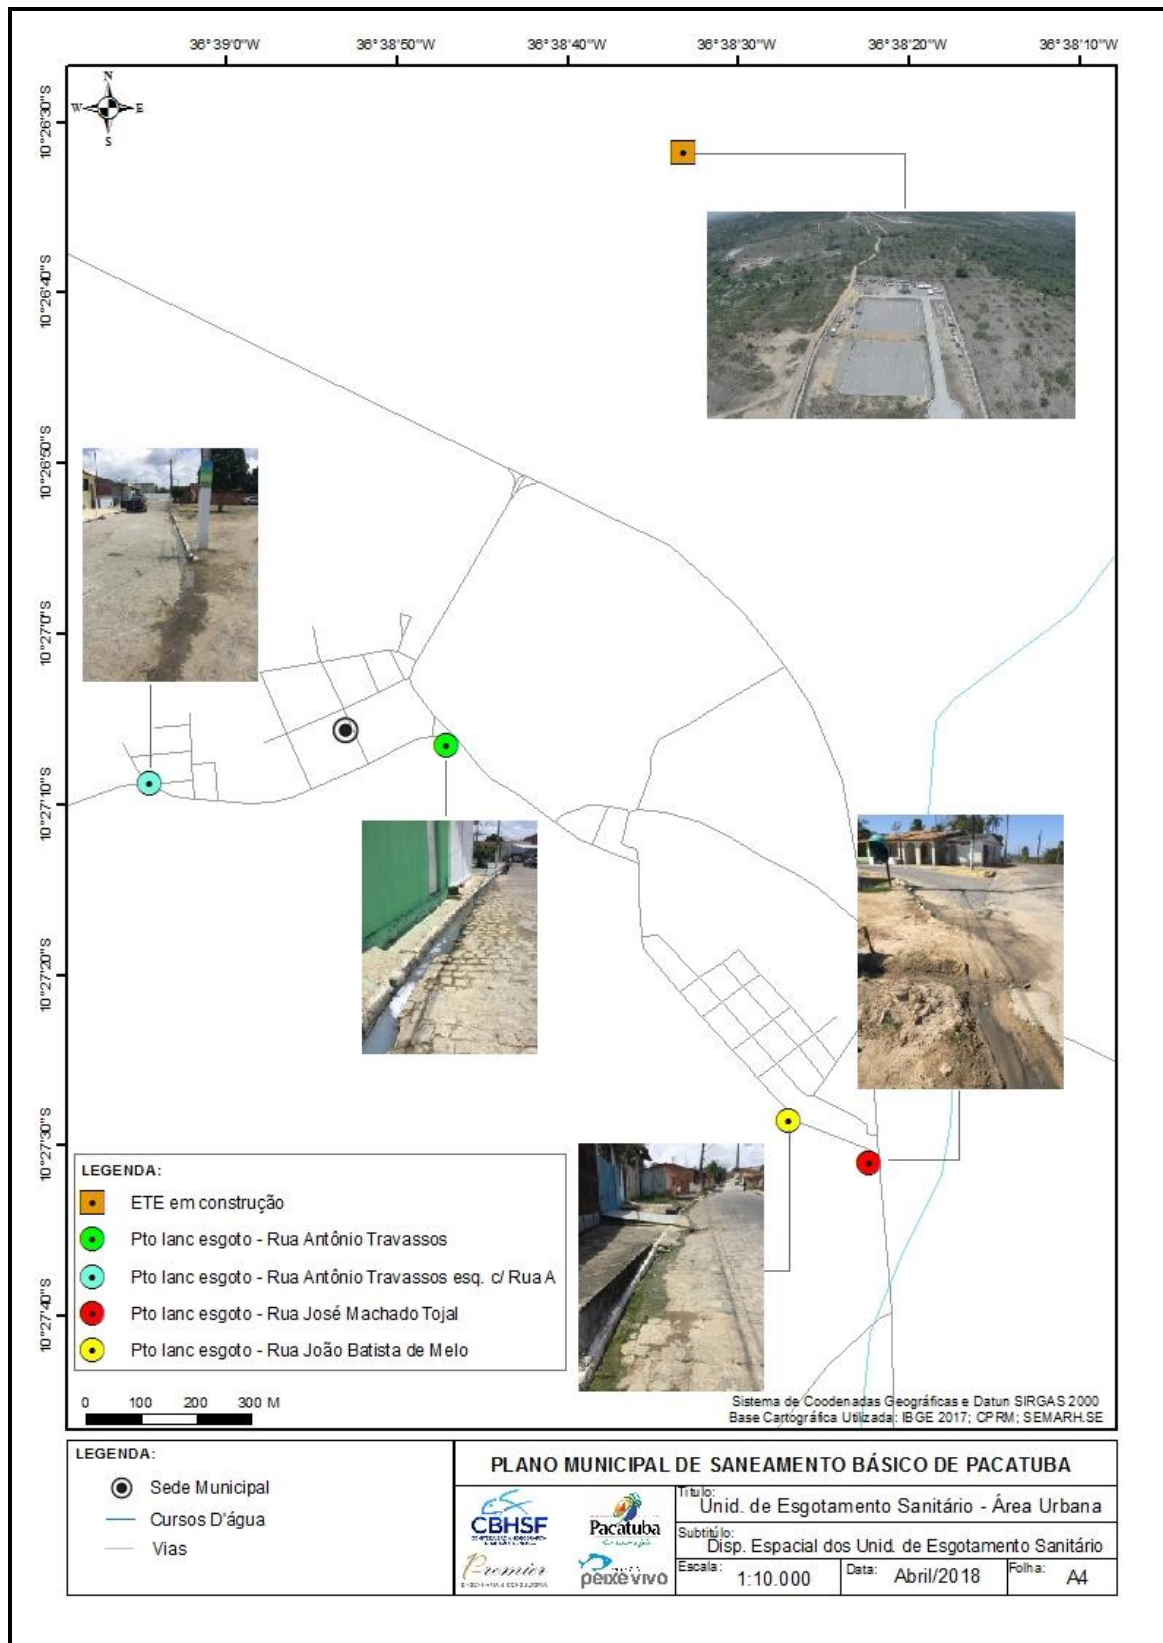 36°39'0"W 36°38'50"W 36°38'40"W 36°38'30"W 36°38'20"W 36°38'10"W
N
W E
S
10°26'30"S
10°26'40"S
10°26'50"S
10°27'0"S
10°27'10"S
10°27'20"S
10°27'30"S
10°27'40"S
LEGENDA:
ETE em construção
Pto lanc esgoto - Rua Antônio Travassos
Pto lanc esgoto - Rua Antônio Travassos esq. c/ Rua A
Pto lanc esgoto - Rua José Machado Tojal
Pto lanc esgoto - Rua João Batista de Melo
0 100 200 300 M
Sistema de Coodenadas Geográficas e Datun SIRGAS 2000
Base Cartográfica Utilizada: IBGE 2017; CPRM; SEMARH.SE
LEGENDA:
Sede Municipal
Cursos D'água
Vias
PLANO MUNICIPAL DE SANEAMENTO BÁSICO DE PACATUBA
CBHSF
Pacatuba
Premier
ENGENHARIA & CONSULTORIA
peixe vivo
Título:
Unid. de Esgotamento Sanitário - Área Urbana
Subtitúlo:
Disp. Espacial dos Unid. de Esgotamento Sanitário
Escala: 1:10.000
Data: Abril/2018
Folha: A4